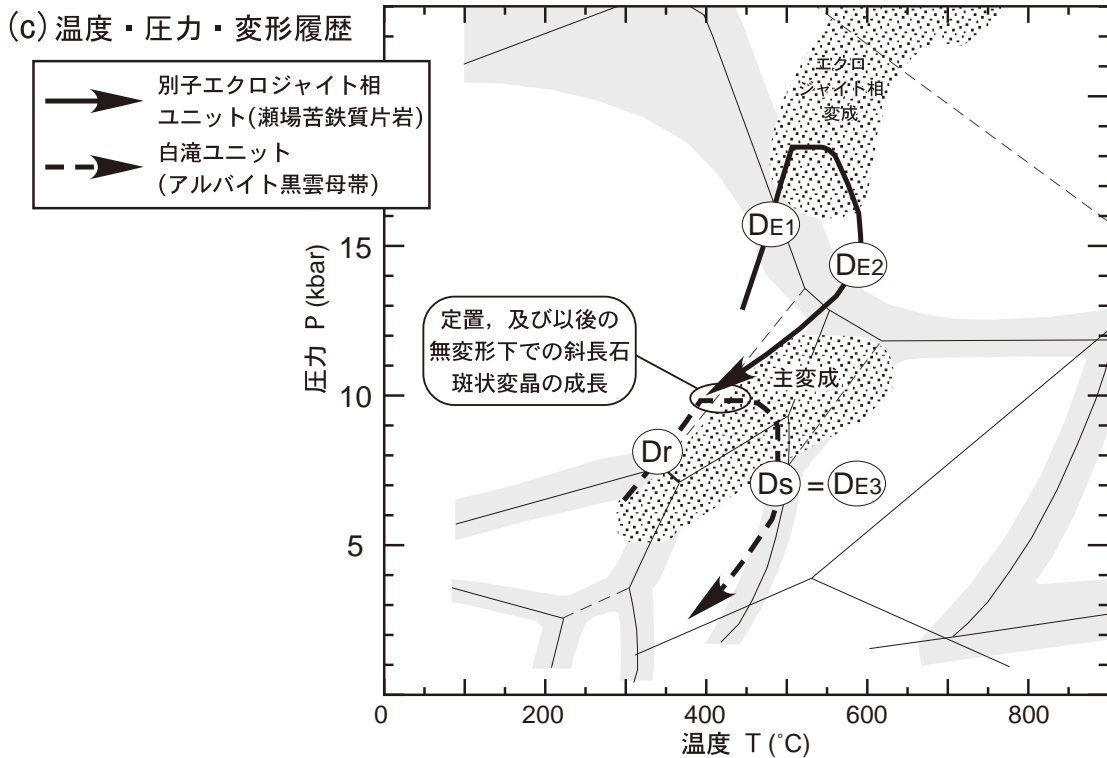 (c) 温度・圧力・変形履歴
別子エクロジャイト相
ユニット(瀬場苦鉄質片岩)
白滝ユニット
(アルバイト黒雲母帯)
エクロ
ジャイト相
変成
DE1
DE2
定置，及び以後の
無変形下での斜長石
斑状変晶の成長
主変成
Dr
Ds = DE3
圧力 P (kbar)
15
10
5
0
200
400
600
800
温度 T (°C)